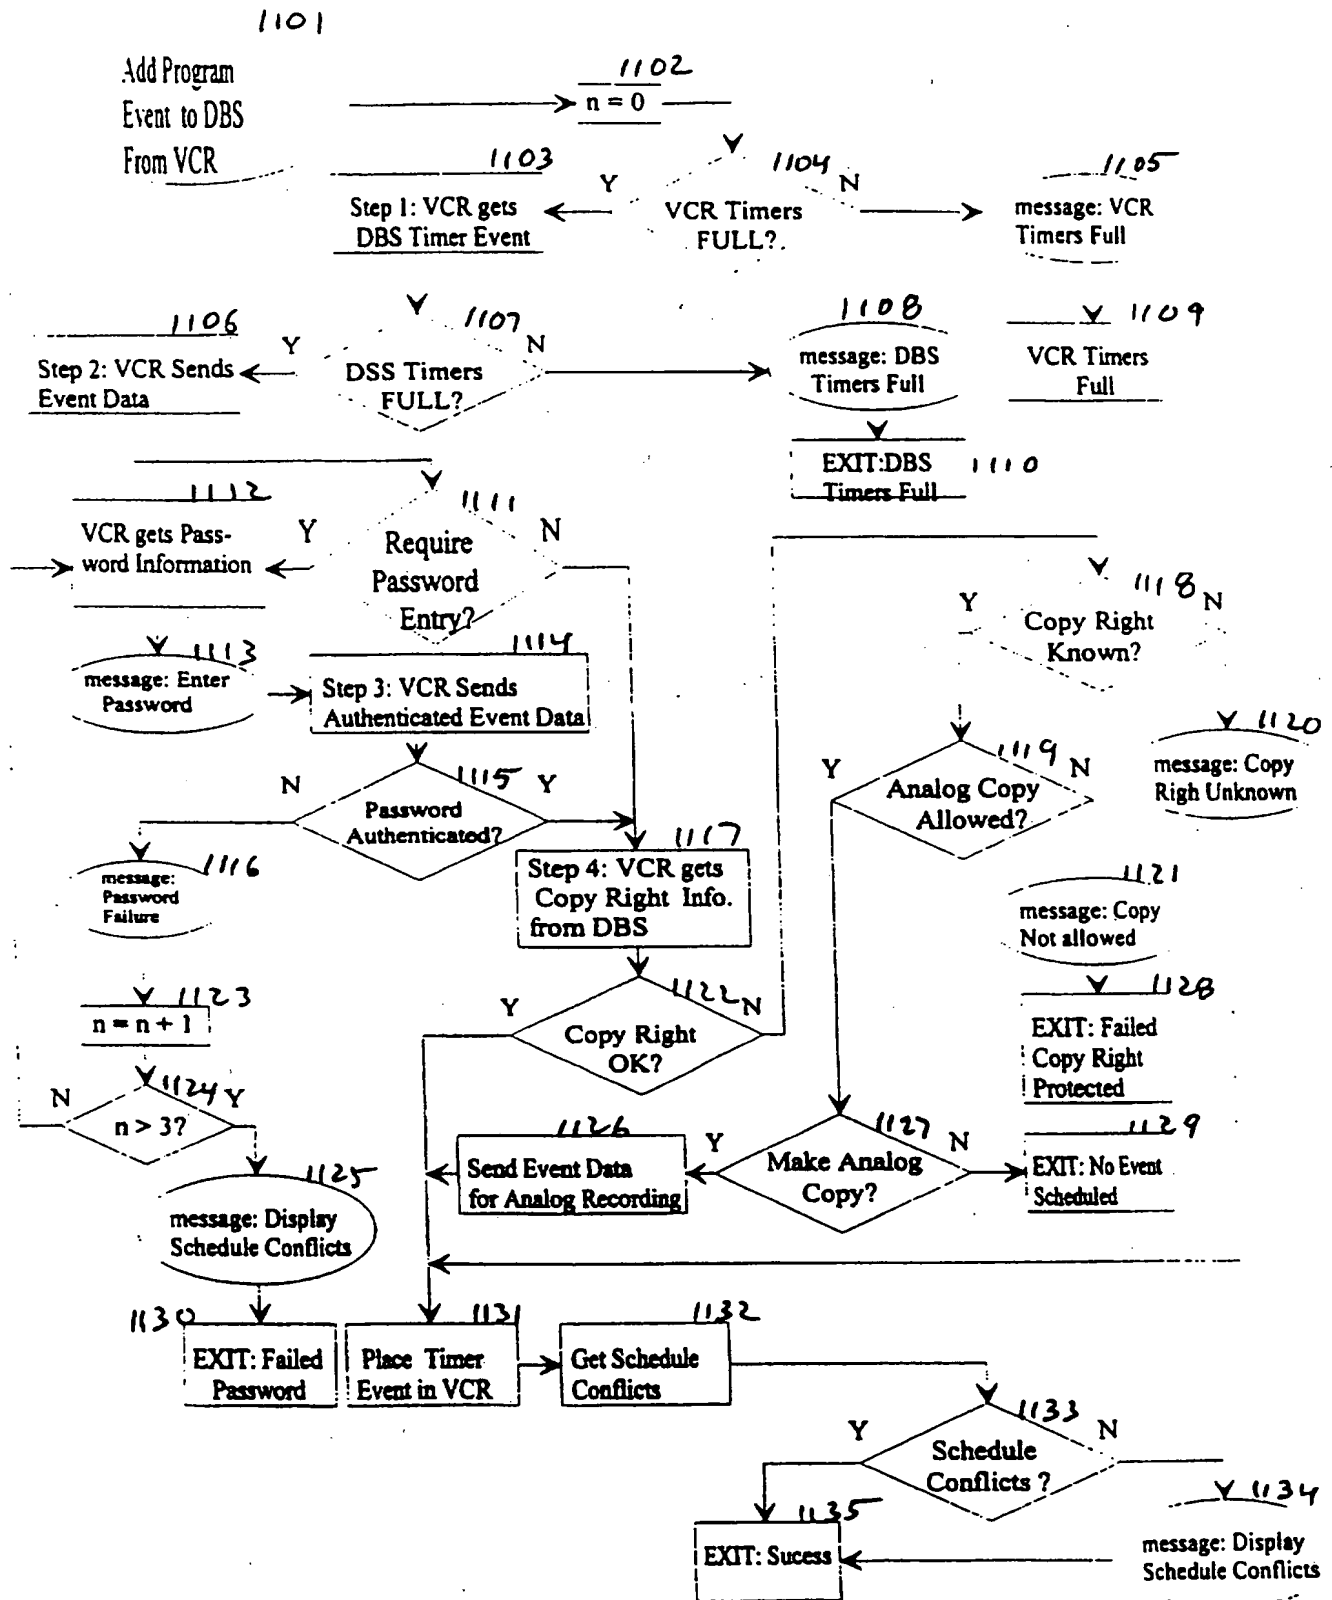 1101
Add Program
Event to DBS
From VCR
1102
n = 0
1103
Step 1: VCR gets
DBS Timer Event
Y
1104
VCR Timers
FULL?
N
1105
message: VCR
Timers Full
1106
Step 2: VCR Sends
Event Data
Y
1107
DSS Timers
FULL?
N
1108
message: DBS
Timers Full
1109
VCR Timers
Full
EXIT:DBS
Timers Full
1110
1112
VCR gets Pass-
word Information
Y
1111
Require
Password
Entry?
N
1113
message: Enter
Password
1114
Step 3: VCR Sends
Authenticated Event Data
Y
1118
Copy Right
Known?
N
N
1115
Password
Authenticated?
Y
Y
1119
Analog Copy
Allowed?
N
1120
message: Copy
Righ Unknown
1116
message:
Password
Failure
1117
Step 4: VCR gets
Copy Right Info.
from DBS
1121
message: Copy
Not allowed
1123
n = n + 1
Y
1122
Copy Right
OK?
N
1128
EXIT: Failed
Copy Right
Protected
N
1124
n > 3?
Y
1126
Send Event Data
for Analog Recording
Y
1127
Make Analog
Copy?
N
1129
EXIT: No Event
Scheduled
1125
message: Display
Schedule Conflicts
1130
EXIT: Failed
Password
1131
Place Timer
Event in VCR
1132
Get Schedule
Conflicts
Y
1133
Schedule
Conflicts ?
N
1135
EXIT: Sucess
1134
message: Display
Schedule Conflicts